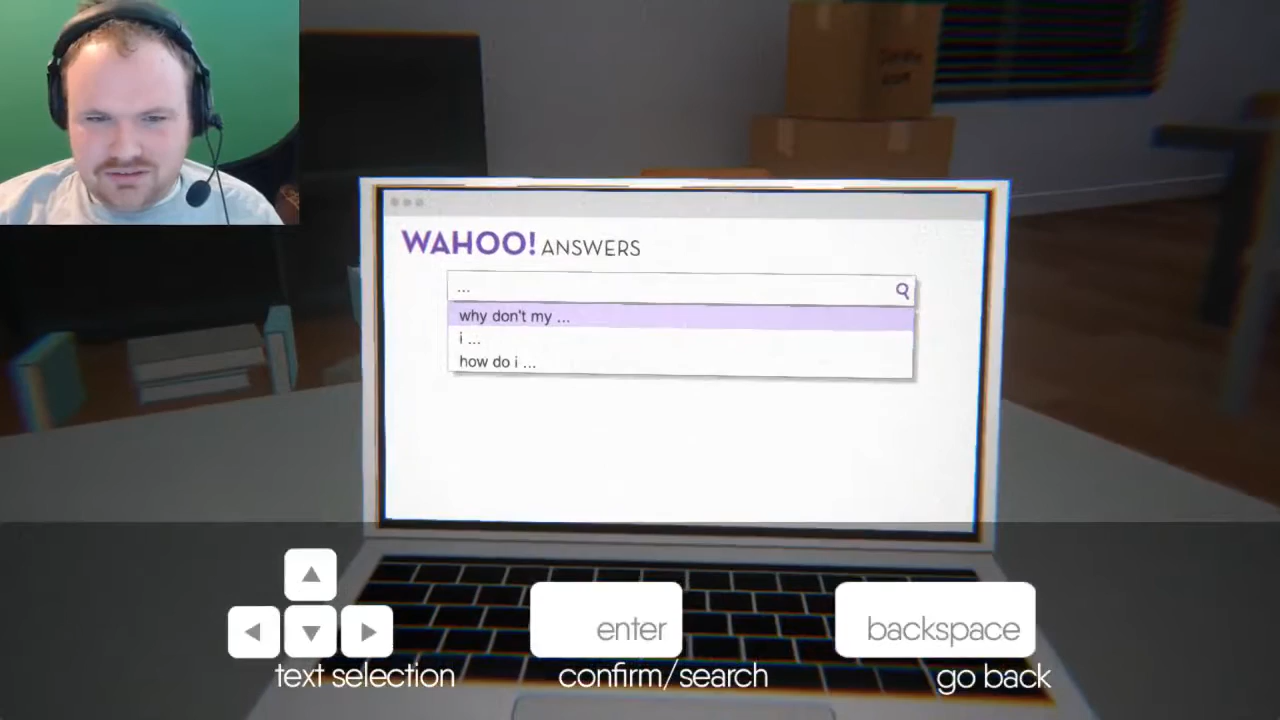 WAHOO! ANSWERS
...
why don't my ...
i ...
how do i ...
enter
backspace
text selection
confirm/search
go back